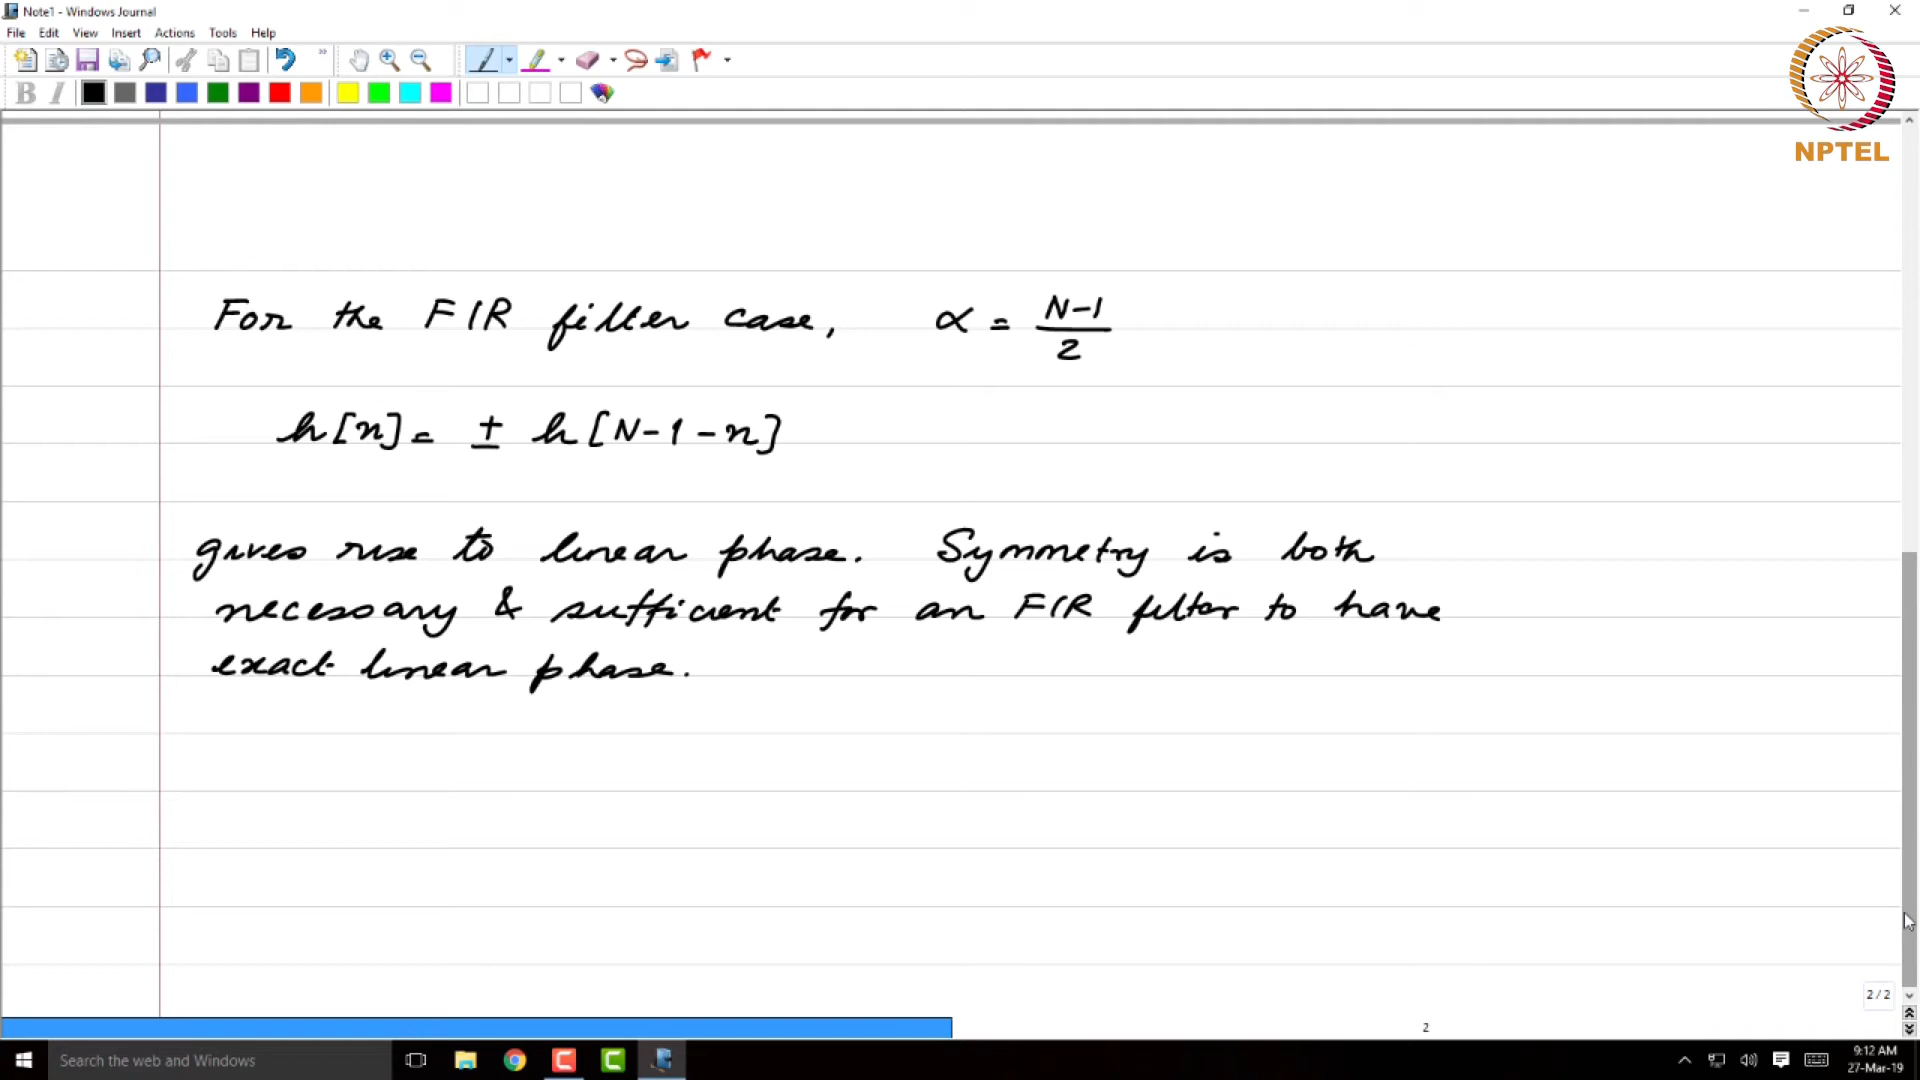 Note1 - Windows Journal
File Edit View Insert Actions Tools Help
B I
NPTEL
For the FIR filter case, α = (N-1)/2
h[n] = ± h[N-1-n]
gives rise to linear phase. Symmetry is both
necessary & sufficient for an FIR filter to have
exact linear phase.
2 / 2
2
Search the web and Windows
9:12 AM
27-Mar-19